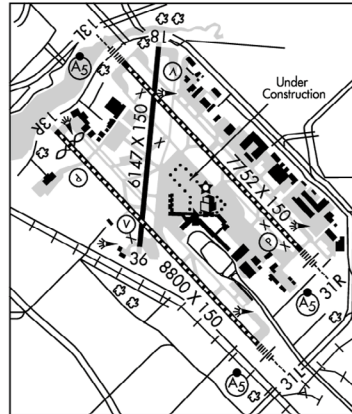 13L
18
A5
V
Under
Construction
13R
6147 X 150
7752 X 150
P
V
P
36
8800 X 150
31R
A5
31L
A5